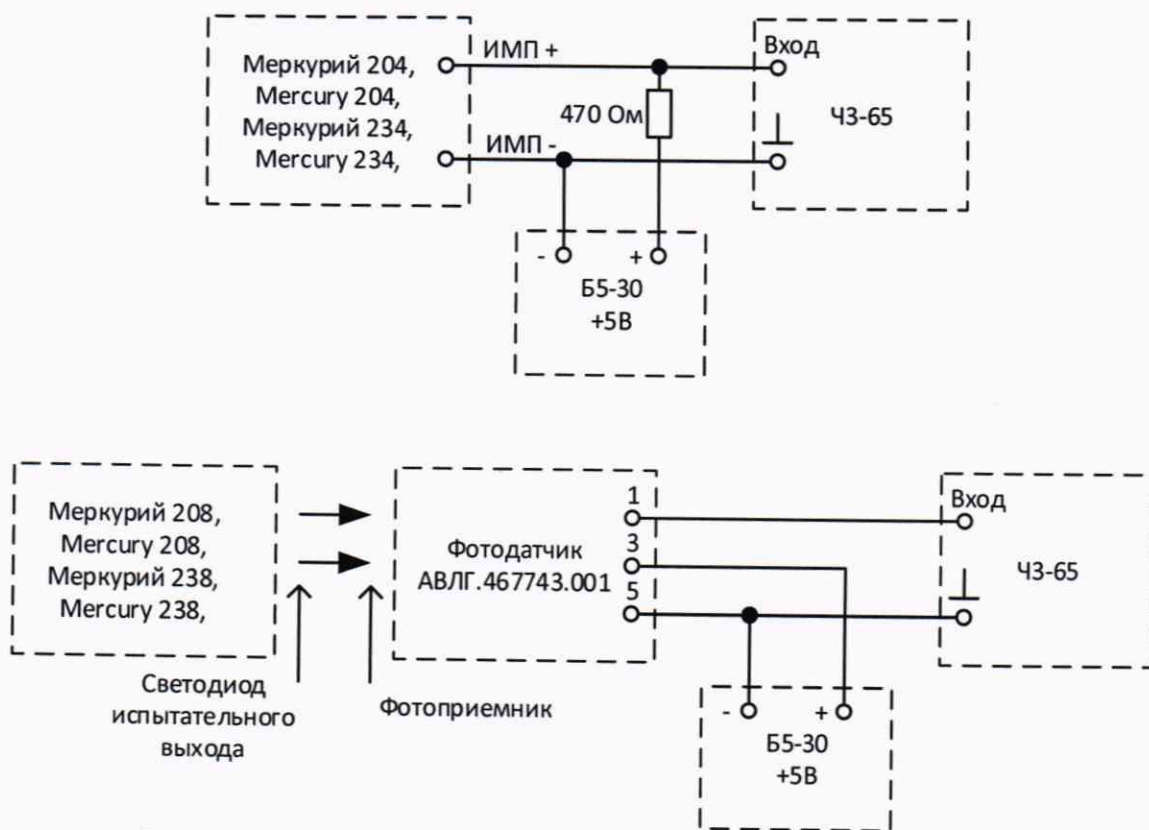 Меркурий 204,
Mercury 204,
Меркурий 234,
Mercury 234,
ИМП +
ИМП -
470 Ом
Вход
ЧЗ-65
- +
Б5-30
+5В
Меркурий 208,
Mercury 208,
Меркурий 238,
Mercury 238,
Светодиод
испытательного
выхода
Фотоприемник
Фотодатчик
АВЛГ.467743.001
1
3
5
Вход
ЧЗ-65
- +
Б5-30
+5В